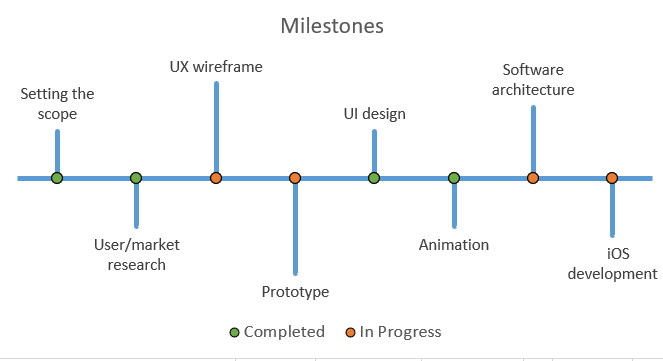 Milestones
Setting the
scope
User/market
research
UX wireframe
Prototype
UI design
Animation
Software
architecture
iOS
development
Completed
In Progress